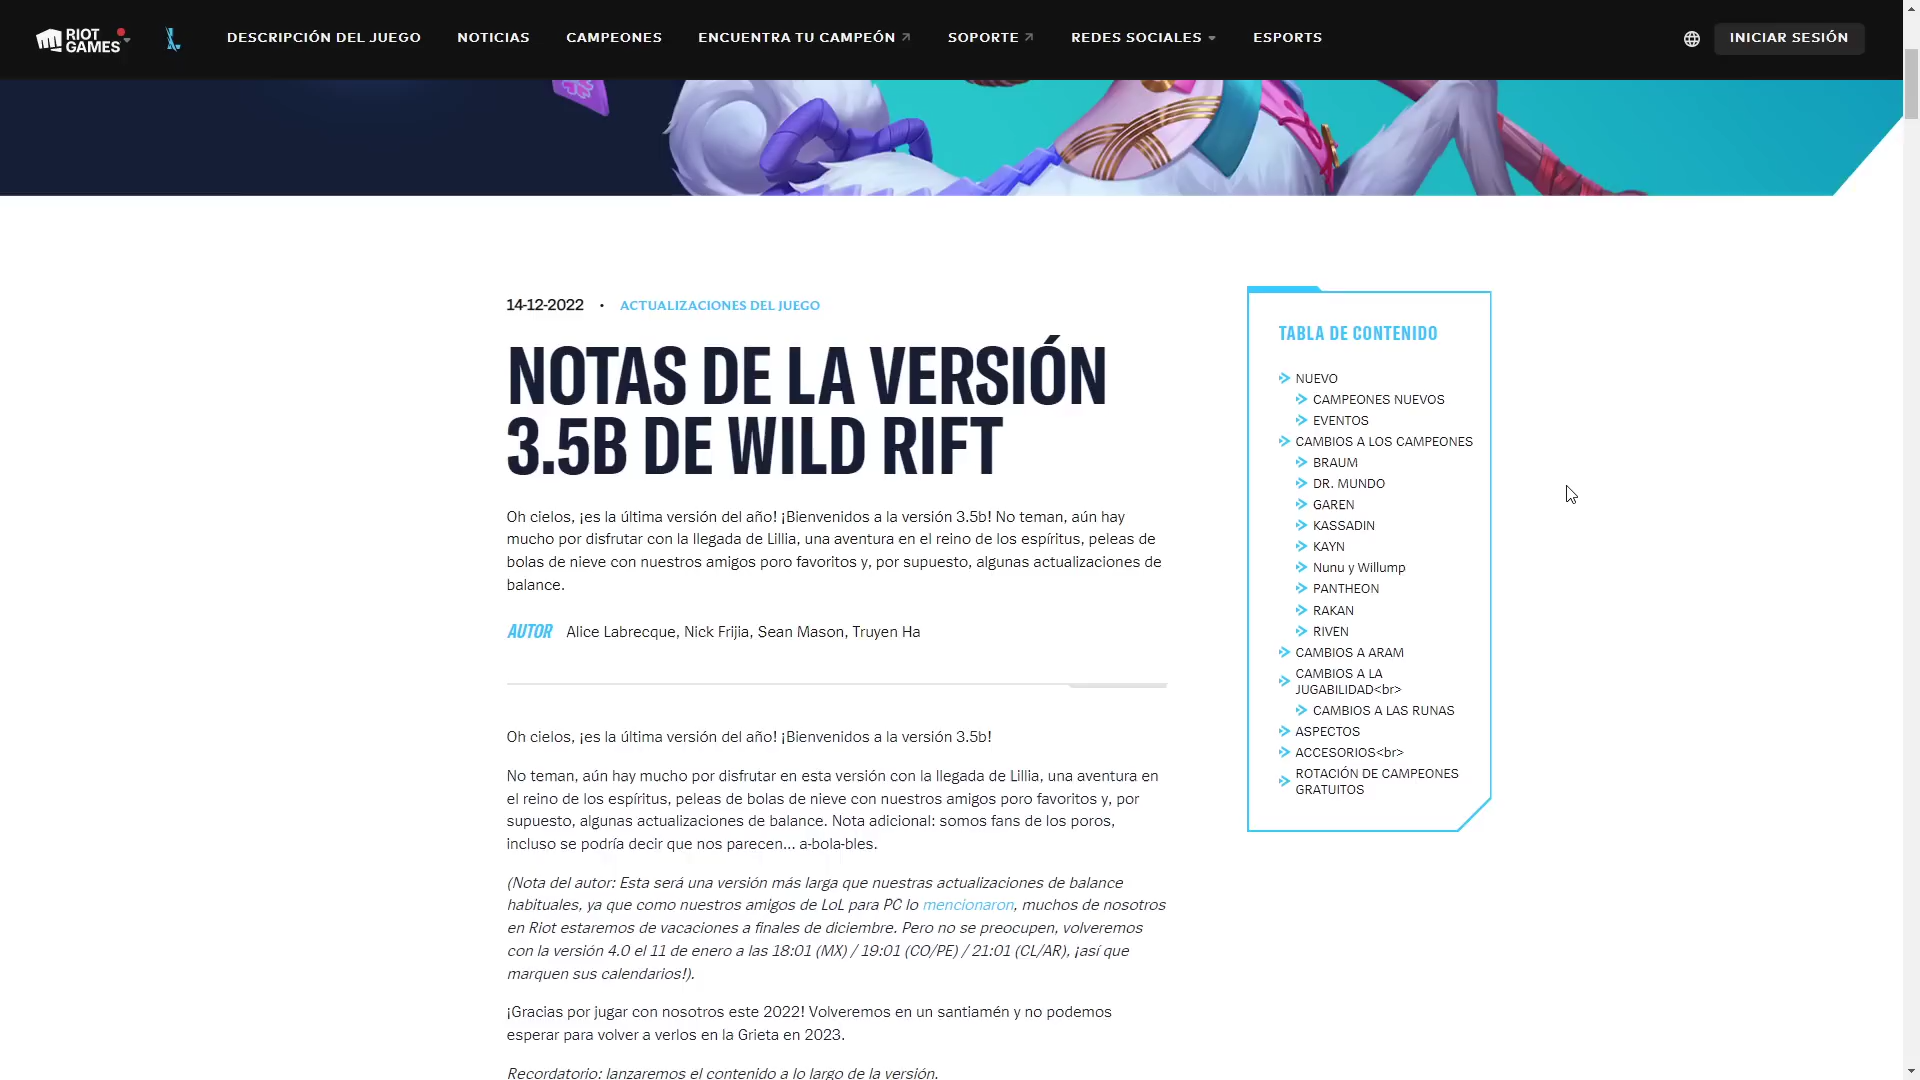 RIOT GAMES
DESCRIPCIÓN DEL JUEGO
NOTICIAS
CAMPEONES
ENCUENTRA TU CAMPEÓN
SOPORTE
REDES SOCIALES
ESPORTS
INICIAR SESIÓN
14-12-2022 • ACTUALIZACIONES DEL JUEGO
NOTAS DE LA VERSIÓN
3.5B DE WILD RIFT
Oh cielos, ¡es la última versión del año! ¡Bienvenidos a la versión 3.5b! No teman, aún hay
mucho por disfrutar con la llegada de Lillia, una aventura en el reino de los espíritus, peleas de
bolas de nieve con nuestros amigos poro favoritos y, por supuesto, algunas actualizaciones de
balance.
AUTOR Alice Labrecque, Nick Frijia, Sean Mason, Truyen Ha
Oh cielos, ¡es la última versión del año! ¡Bienvenidos a la versión 3.5b!
No teman, aún hay mucho por disfrutar en esta versión con la llegada de Lillia, una aventura en
el reino de los espíritus, peleas de bolas de nieve con nuestros amigos poro favoritos y, por
supuesto, algunas actualizaciones de balance. Nota adicional: somos fans de los poros,
incluso se podría decir que nos parecen... a-bola-bles.
(Nota del autor: Esta será una versión más larga que nuestras actualizaciones de balance
habituales, ya que como nuestros amigos de LoL para PC lo mencionaron, muchos de nosotros
en Riot estaremos de vacaciones a finales de diciembre. Pero no se preocupen, volveremos
con la versión 4.0 el 11 de enero a las 18:01 (MX) / 19:01 (CO/PE) / 21:01 (CL/AR), ¡así que
marquen sus calendarios!).
¡Gracias por jugar con nosotros este 2022! Volveremos en un santiamén y no podemos
esperar para volver a verlos en la Grieta en 2023.
Recordatorio: lanzaremos el contenido a lo largo de la versión.
TABLA DE CONTENIDO
NUEVO
CAMPEONES NUEVOS
EVENTOS
CAMBIOS A LOS CAMPEONES
BRAUM
DR. MUNDO
GAREN
KASSADIN
KAYN
Nunu y Willump
PANTHEON
RAKAN
RIVEN
CAMBIOS A ARAM
CAMBIOS A LA
JUGABILIDAD<br>
CAMBIOS A LAS RUNAS
ASPECTOS
ACCESORIOS<br>
ROTACIÓN DE CAMPEONES
GRATUITOS